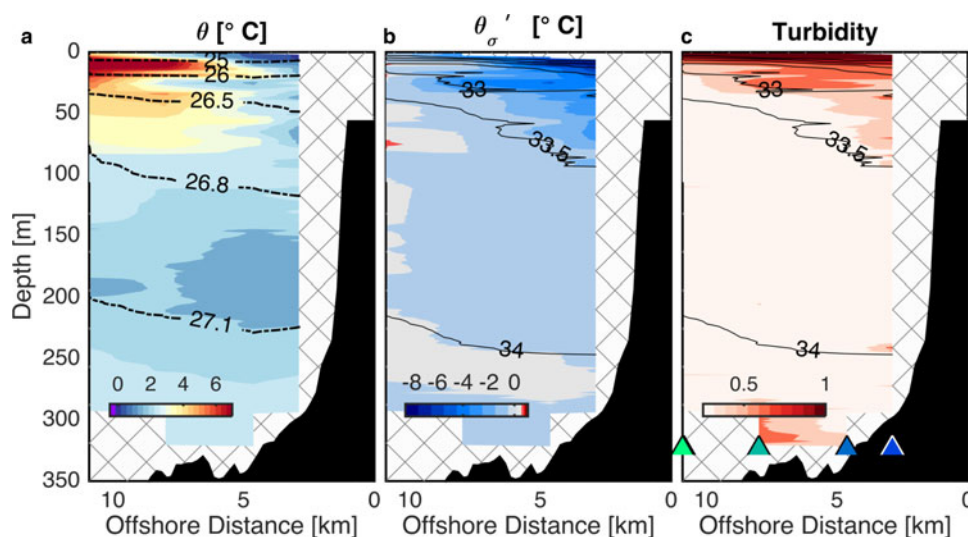 a θ [° C]
b θσ′ [° C]
c Turbidity
0
50
100
150
200
250
300
350
Depth [m]
25
26
26.5
26.8
27.1
0 2 4 6
10 5 0
Offshore Distance [km]
33
33.5
34
-8 -6 -4 -2 0
10 5 0
Offshore Distance [km]
33
33.5
34
0.5 1
10 5 0
Offshore Distance [km]